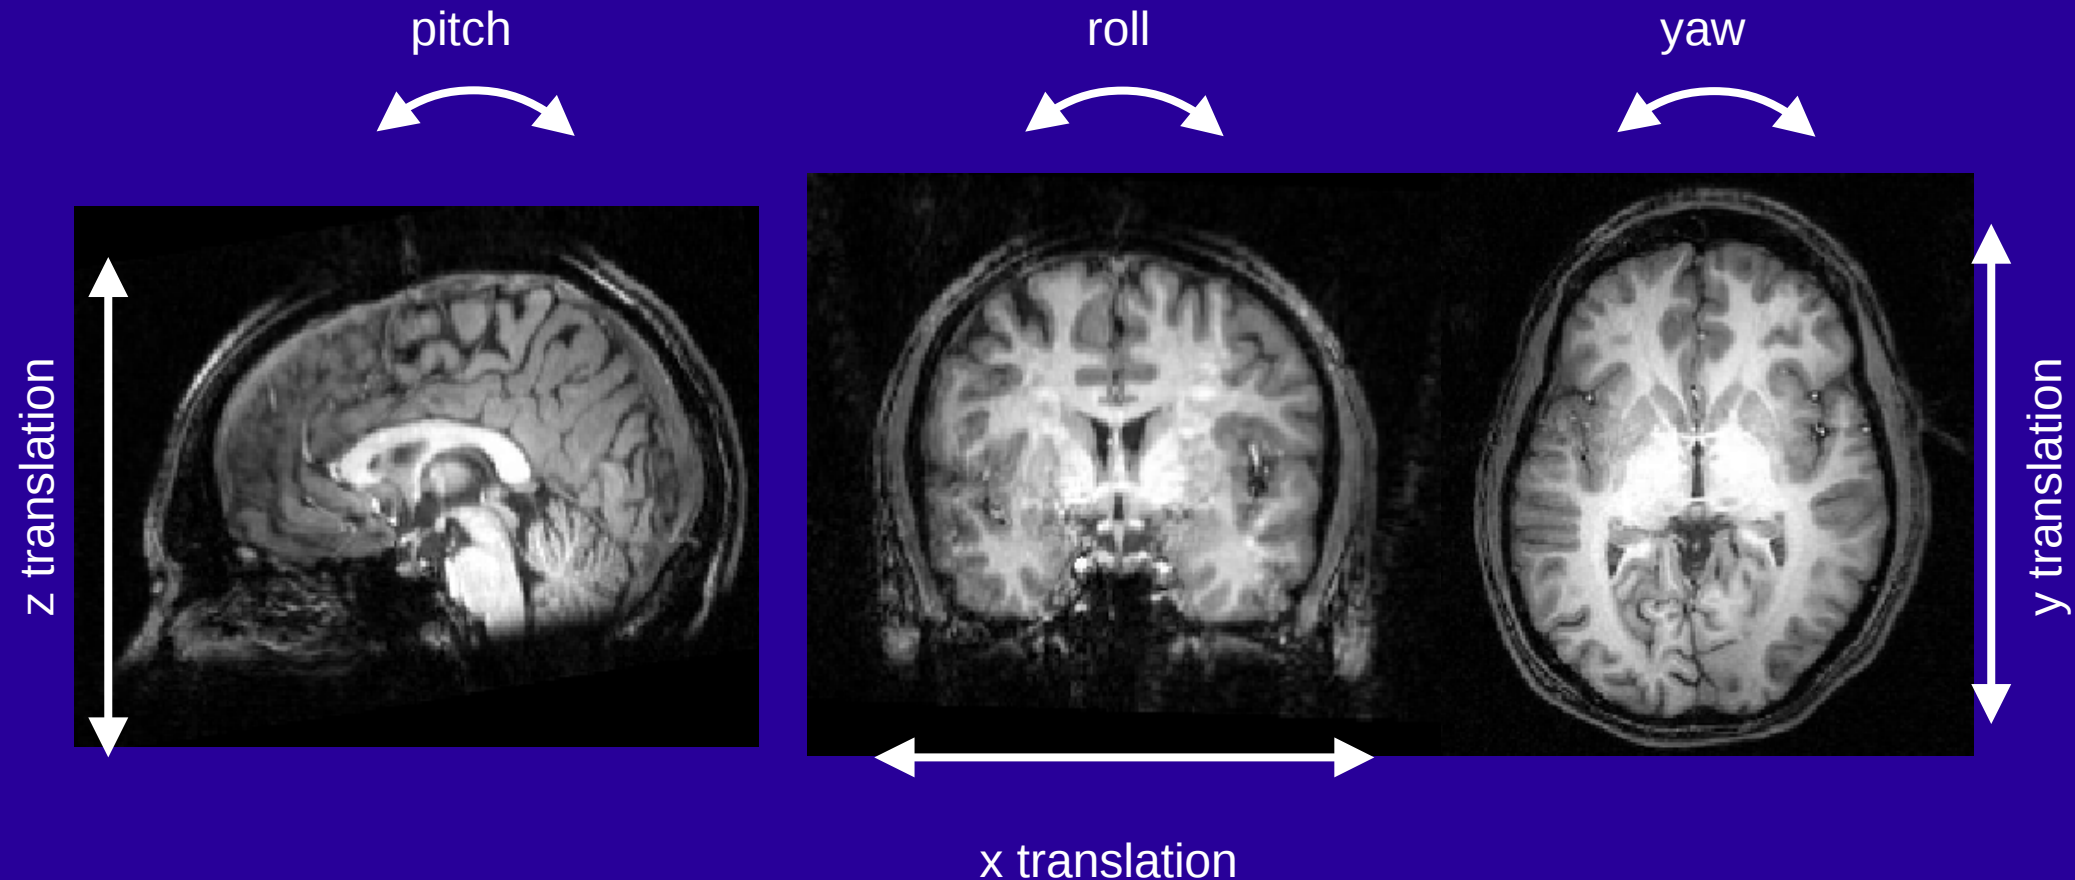 pitch
roll
yaw
z translation
y translation
x translation